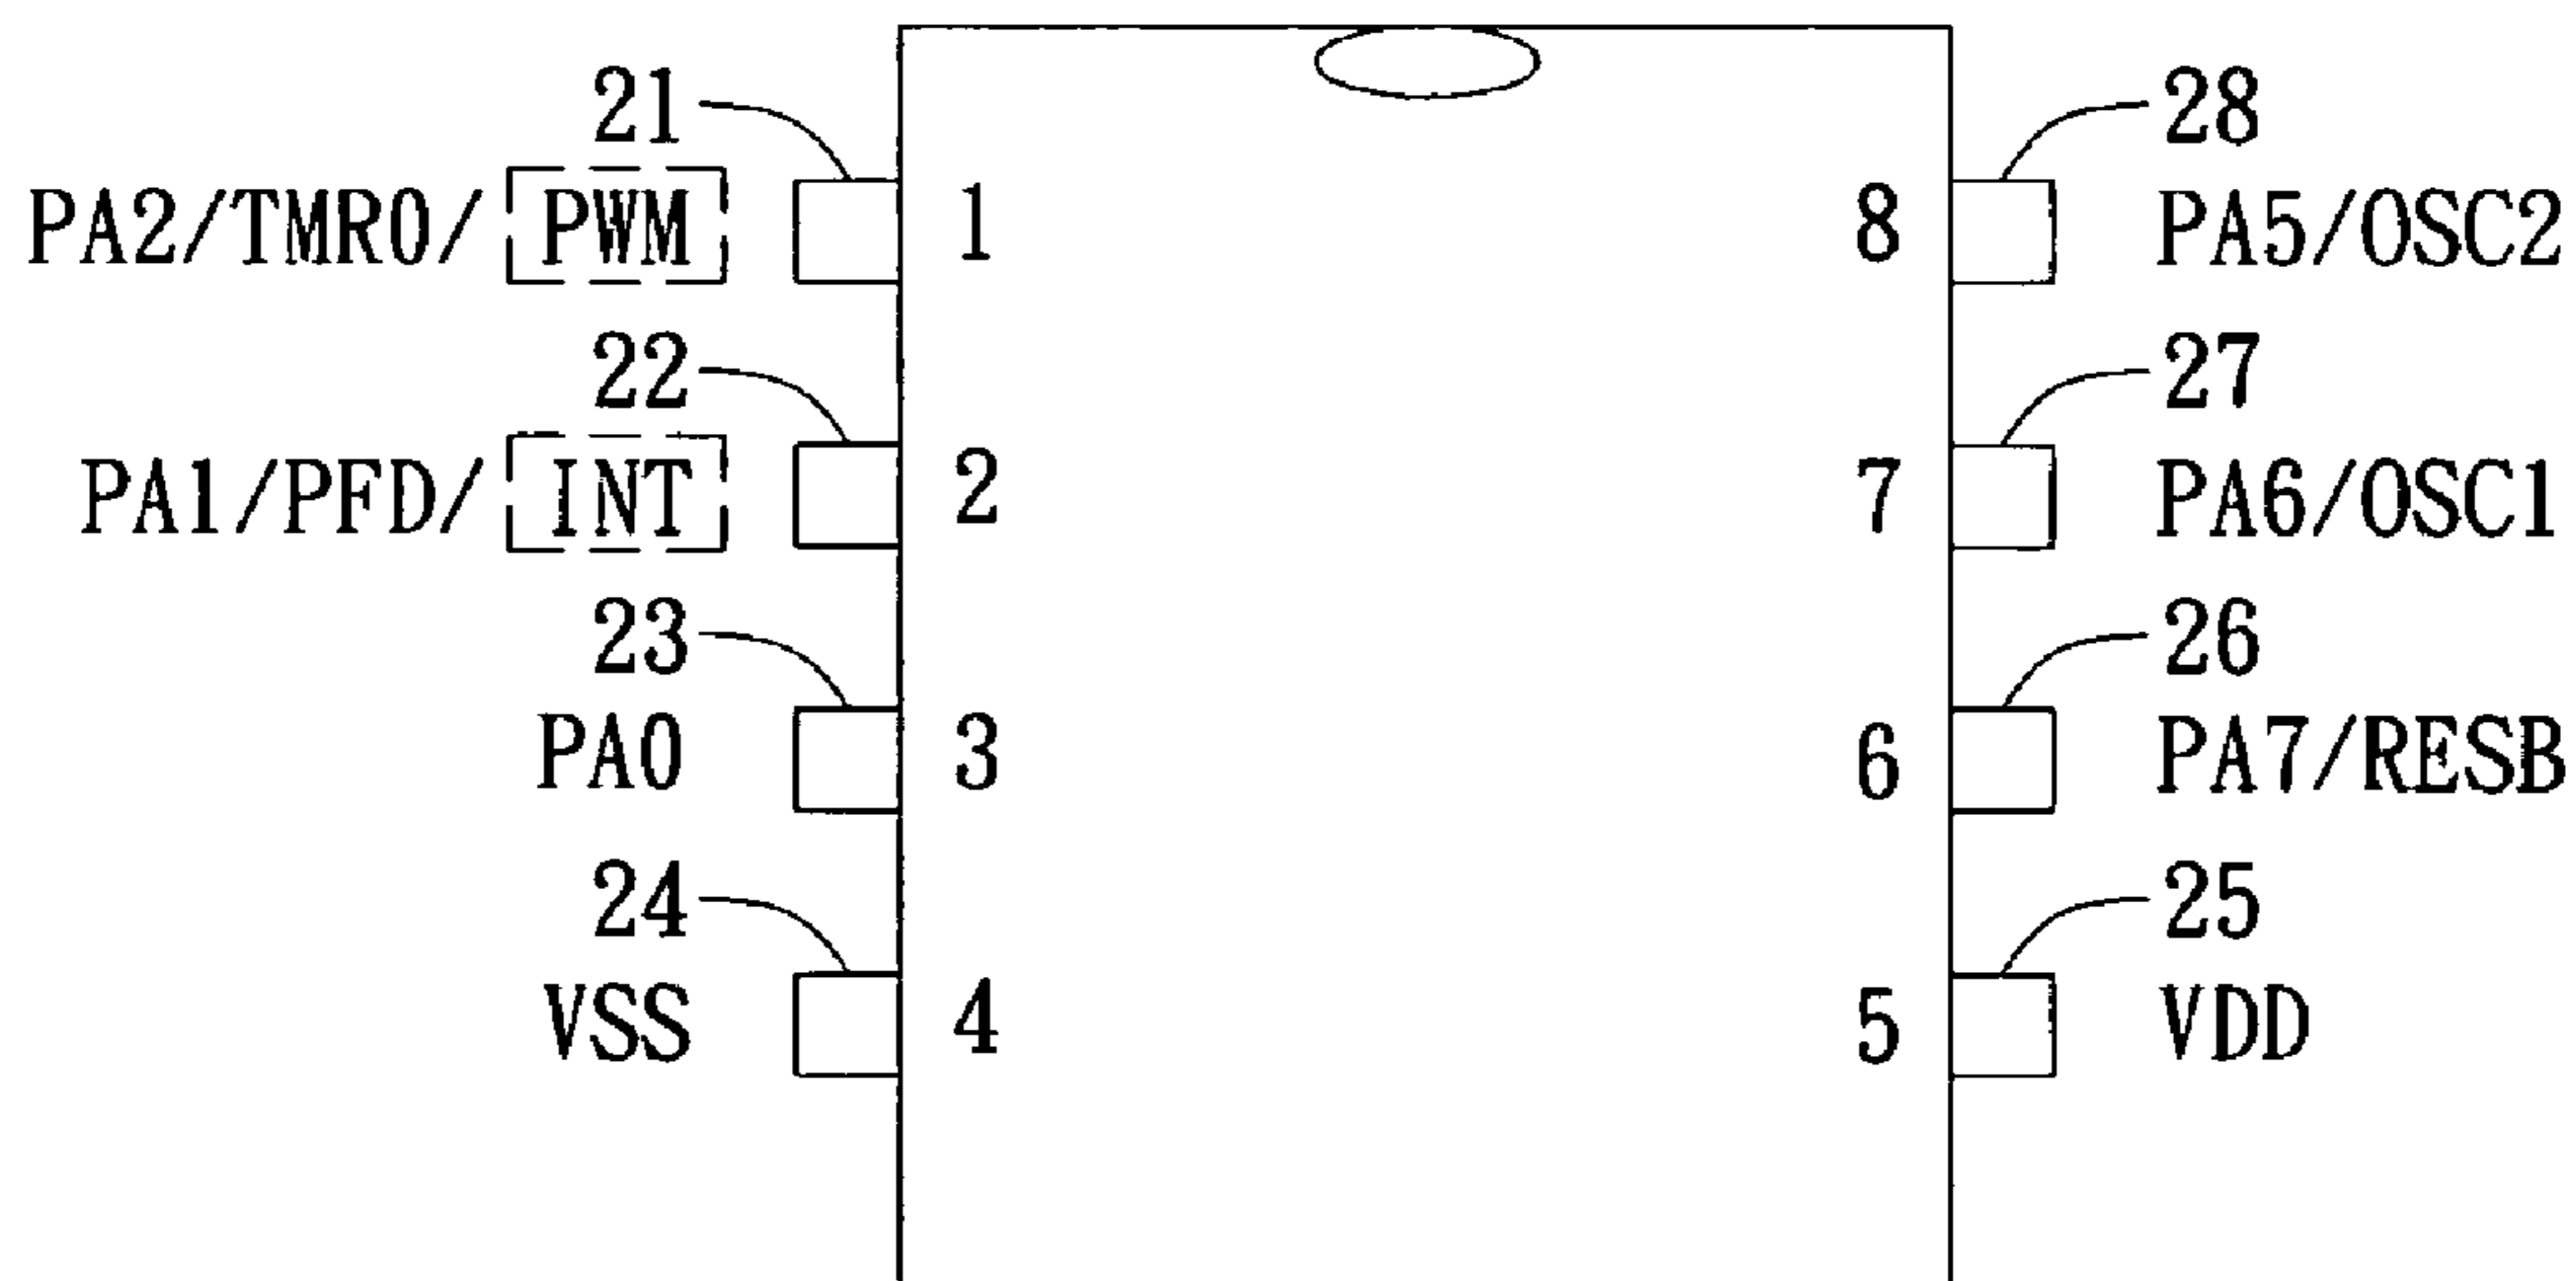 21 28
PA2/TMR0/ PWM 1 8 PA5/OSC2
22 27
PA1/PFD/ INT 2 7 PA6/OSC1
23 26
PA0 3 6 PA7/RESB
24 25
VSS 4 5 VDD